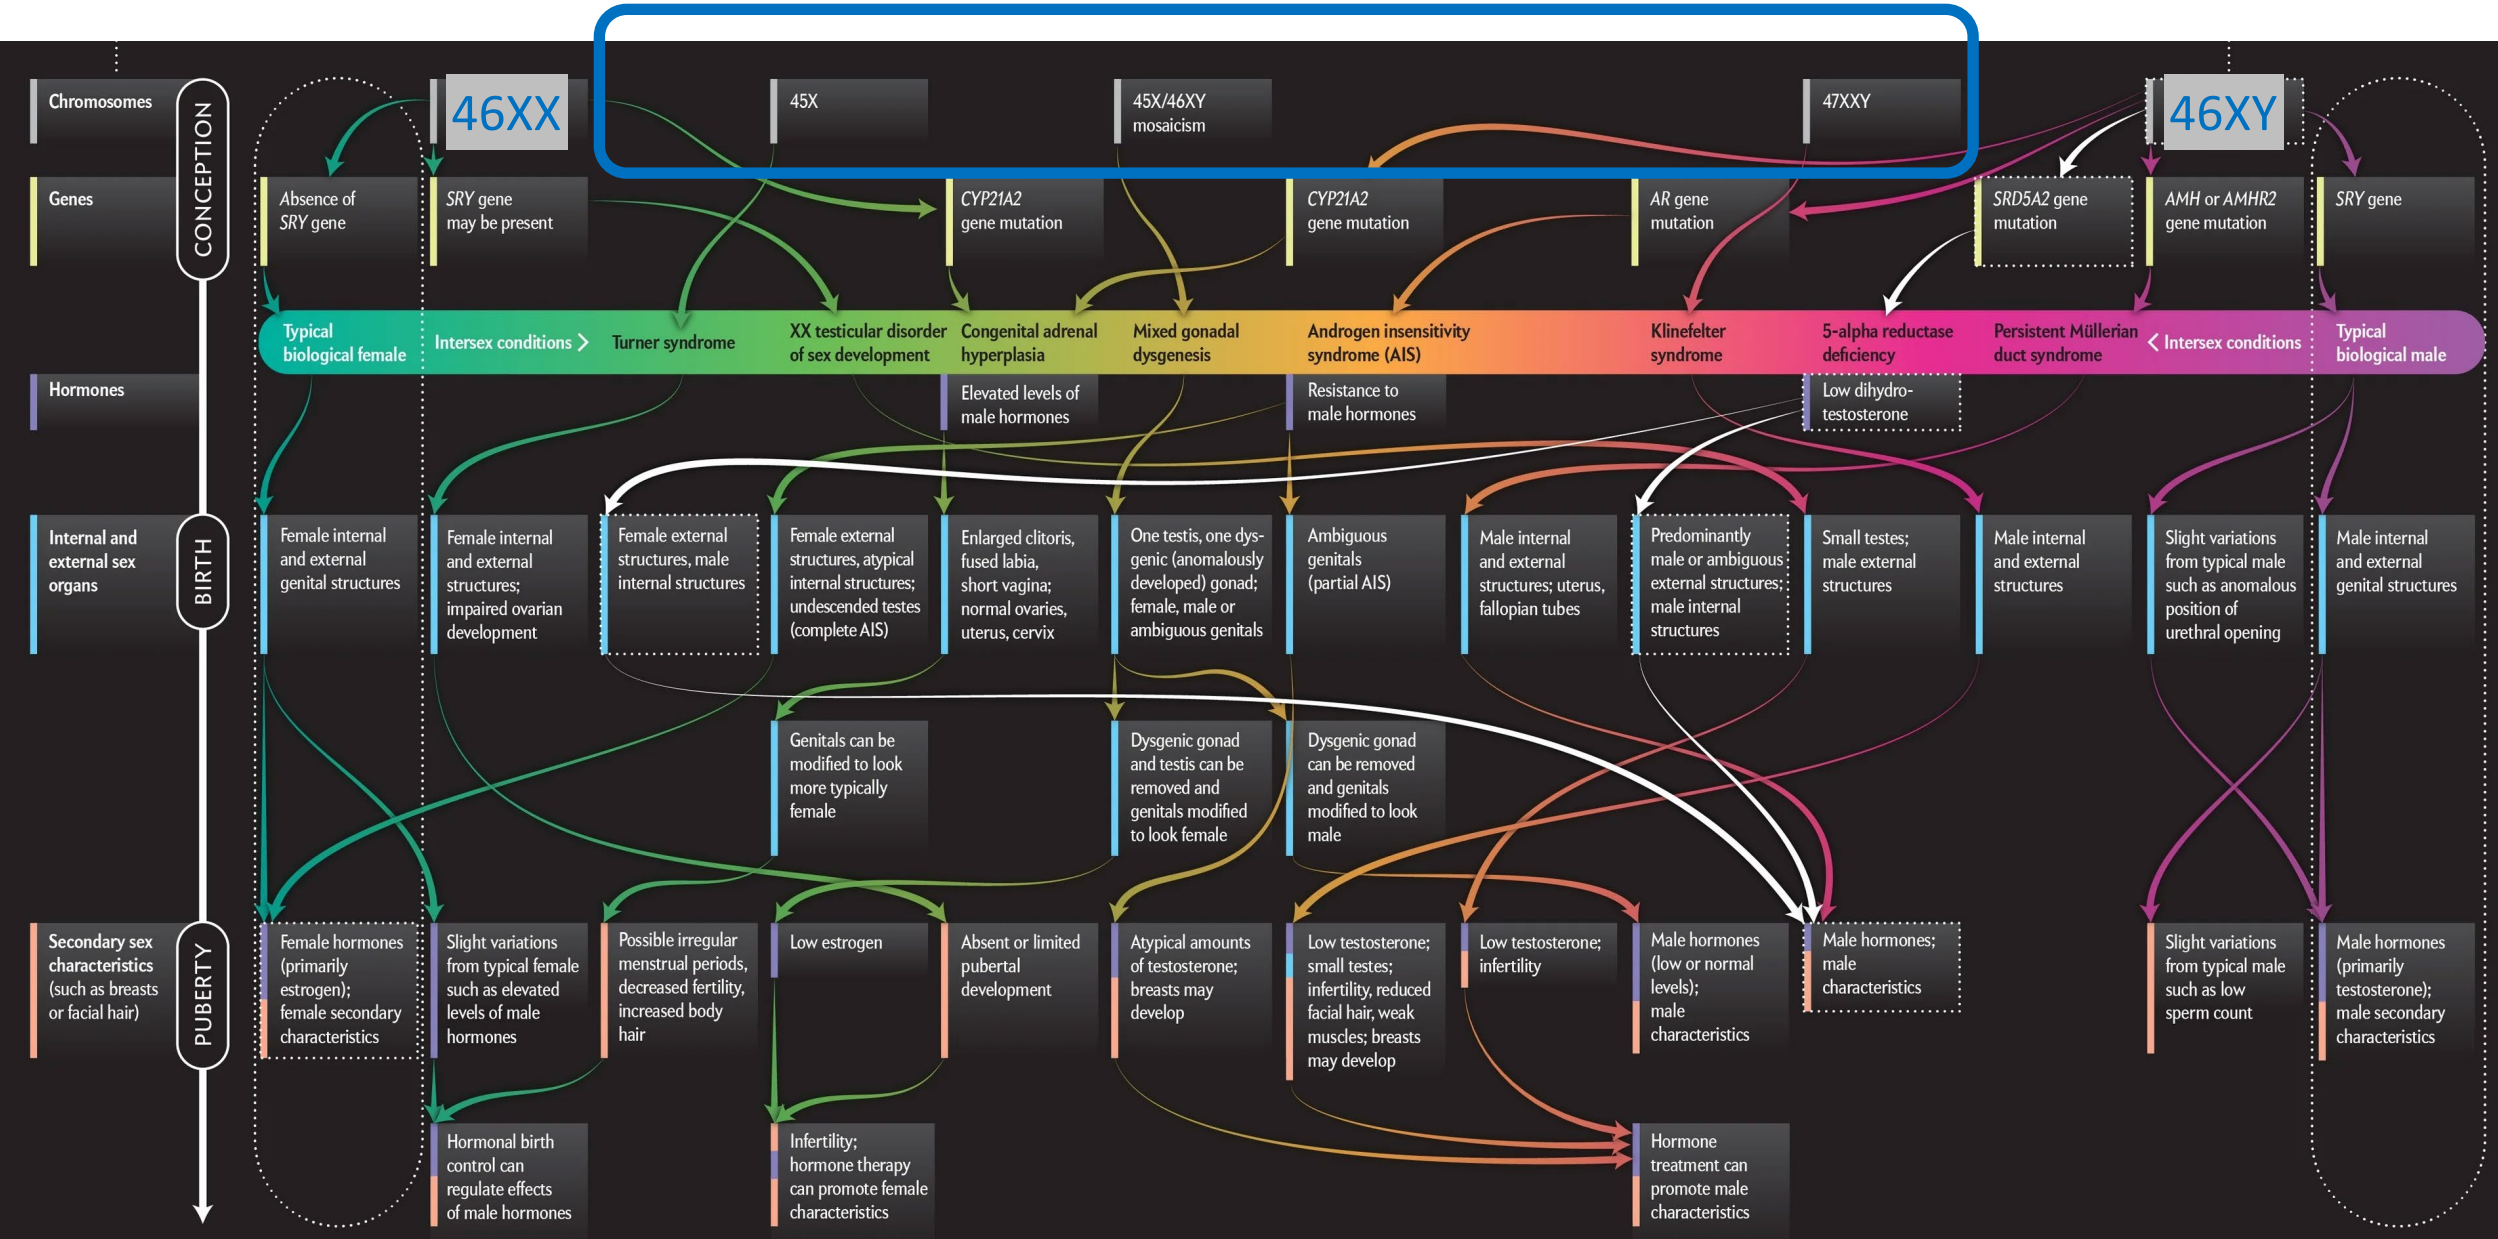 Chromosomes
46XX
45X
45X/46XY
mosaicism
47XXY
46XY
CONCEPTION
Genes
Absence of
SRY gene
SRY gene
may be present
CYP21A2
gene mutation
CYP21A2
gene mutation
AR gene
mutation
SRD5A2 gene
mutation
AMH or AMHR2
gene mutation
SRY gene
Typical
biological female
Intersex conditions >
Turner syndrome
XX testicular disorder
of sex development
Congenital adrenal
hyperplasia
Mixed gonadal
dysgenesis
Androgen insensitivity
syndrome (AIS)
Klinefelter
syndrome
5-alpha reductase
deficiency
Persistent Müllerian
duct syndrome
< Intersex conditions
Typical
biological male
Hormones
Elevated levels of
male hormones
Resistance to
male hormones
Low dihydro-
testosterone
BIRTH
Internal and
external sex
organs
Female internal
and external
genital structures
Female internal
and external
structures;
impaired ovarian
development
Female external
structures, male
internal structures
Female external
structures, atypical
internal structures;
undescended testes
(complete AIS)
Enlarged clitoris,
fused labia,
short vagina;
normal ovaries,
uterus, cervix
One testis, one dys-
genic (anomalously
developed) gonad;
female, male or
ambiguous genitals
Ambiguous
genitals
(partial AIS)
Male internal
and external
structures; uterus,
fallopian tubes
Predominantly
male or ambiguous
external structures;
male internal
structures
Small testes;
male external
structures
Male internal
and external
structures
Slight variations
from typical male
such as anomalous
position of
urethral opening
Male internal
and external
genital structures
Genitals can be
modified to look
more typically
female
Dysgenic gonad
and testis can be
removed and
genitals modified
to look female
Dysgenic gonad
can be removed
and genitals
modified to look
male
PUBERTY
Secondary sex
characteristics
(such as breasts
or facial hair)
Female hormones
(primarily
estrogen);
female secondary
characteristics
Slight variations
from typical female
such as elevated
levels of male
hormones
Possible irregular
menstrual periods,
decreased fertility,
increased body
hair
Low estrogen
Absent or limited
pubertal
development
Atypical amounts
of testosterone;
breasts may
develop
Low testosterone;
small testes;
infertility, reduced
facial hair, weak
muscles; breasts
may develop
Low testosterone;
infertility
Male hormones
(low or normal
levels);
male
characteristics
Male hormones;
male
characteristics
Slight variations
from typical male
such as low
sperm count
Male hormones
(primarily
testosterone);
male secondary
characteristics
Hormonal birth
control can
regulate effects
of male hormones
Infertility;
hormone therapy
can promote female
characteristics
Hormone
treatment can
promote male
characteristics